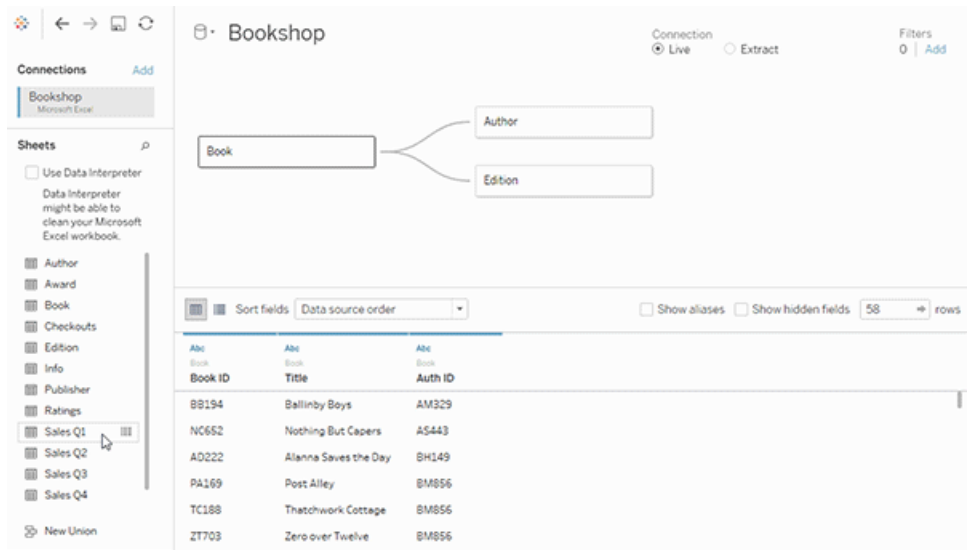 Bookshop
Connection
Live
Extract
Filters
0
Add
Connections
Add
Bookshop
Microsoft Excel
Sheets
Use Data Interpreter
Data Interpreter
might be able to
clean your Microsoft
Excel workbook.
Author
Award
Book
Checkouts
Edition
Info
Publisher
Ratings
Sales Q1
Sales Q2
Sales Q3
Sales Q4
New Union
Book
Author
Edition
Sort fields
Data source order
Show aliases
Show hidden fields
58
rows
Abc Abc Abc
Book Book Book
Book ID Title Auth ID
BB194 Ballinby Boys AM329
NC652 Nothing But Capers AS443
AD222 Alanna Saves the Day BH149
PA169 Post Alley BM856
TC188 Thatchwork Cottage BM856
ZT703 Zero over Twelve BM856